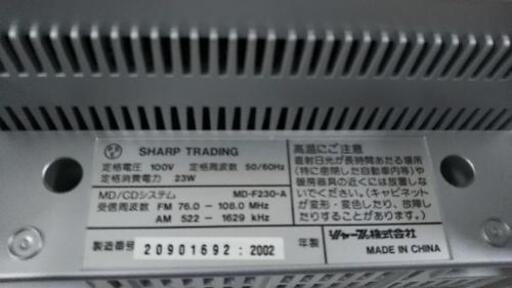 SHARP TRADING
定格電圧 100V 定格周波数 50/60Hz
定格消費電力 23W
MD/CDシステム MD-F230-A
受信周波数 FM 76.0 - 108.0 MHz
AM 522 - 1629 kHz
製造番号 20901692 : 2002 年製
高温にご注意
直射日光が長時間あたる場所
(特に密閉した自動車内等)や
暖房器具の近くには放置しな
いでください。(キャビネット
が変形・変色したり、故障し
たりすることがあります。)
シャープ株式会社
MADE IN CHINA